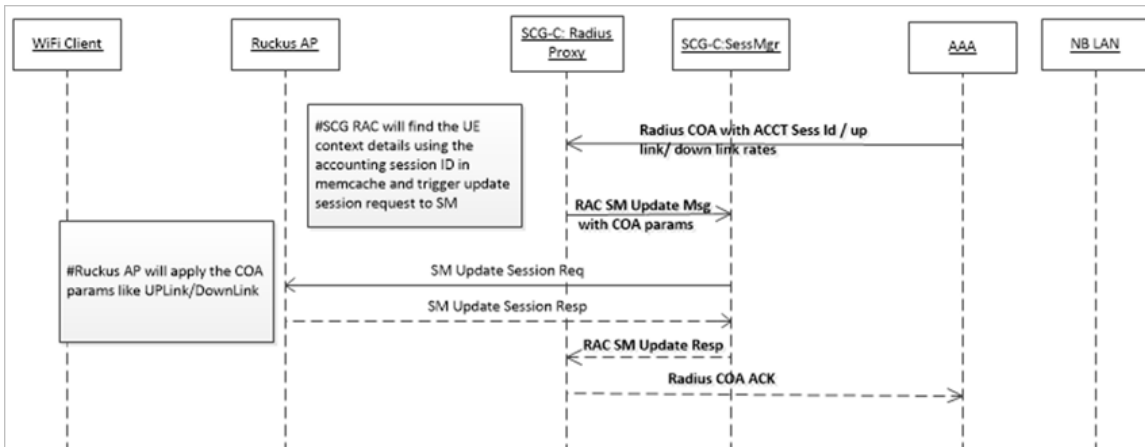 WiFi Client
Ruckus AP
SCG-C: Radius
Proxy
SCG-C:SessMgr
AAA
NB LAN
#SCG RAC will find the UE
context details using the
accounting session ID in
memcache and trigger update
session request to SM
Radius COA with ACCT Sess Id / up
link/ down link rates
RAC SM Update Msg
with COA params
#Ruckus AP will apply the COA
params like UPLink/DownLink
SM Update Session Req
SM Update Session Resp
RAC SM Update Resp
Radius COA ACK